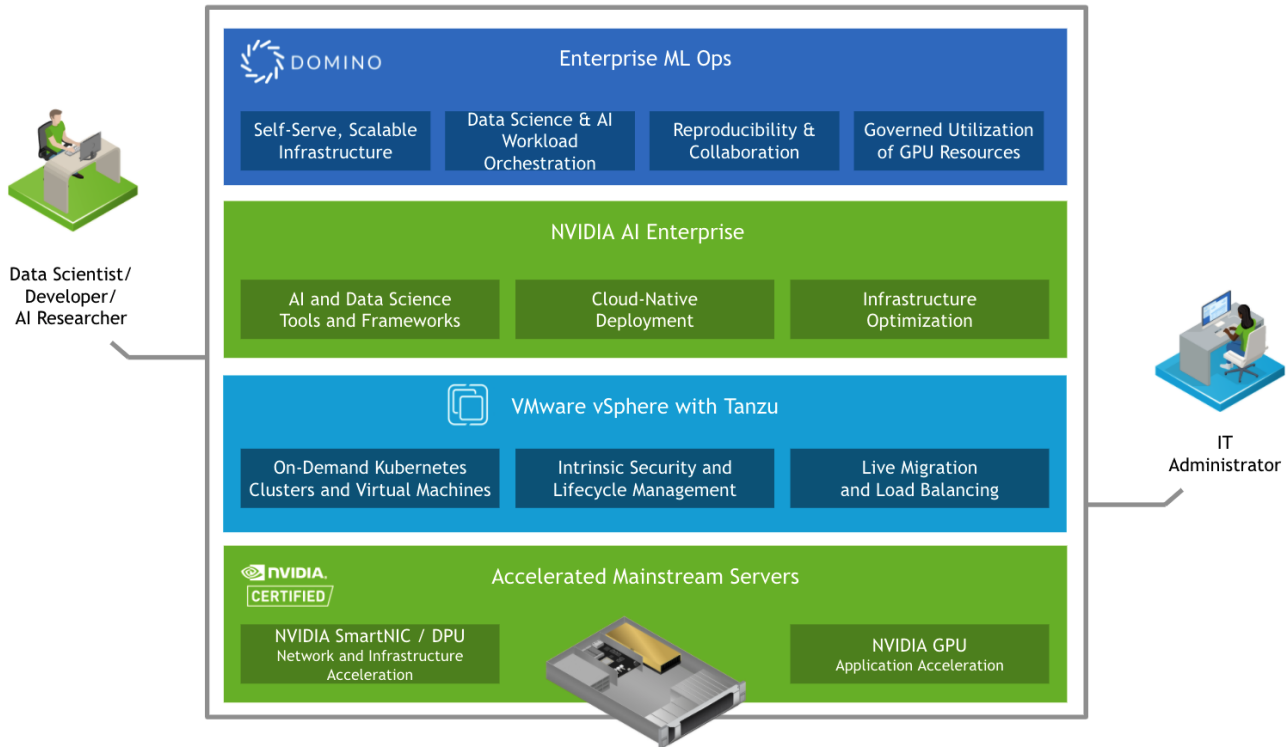 DOMINO
Enterprise ML Ops
Self-Serve, Scalable
Infrastructure
Data Science & AI
Workload
Orchestration
Reproducibility &
Collaboration
Governed Utilization
of GPU Resources
Data Scientist/
Developer/
AI Researcher
NVIDIA AI Enterprise
AI and Data Science
Tools and Frameworks
Cloud-Native
Deployment
Infrastructure
Optimization
VMware vSphere with Tanzu
On-Demand Kubernetes
Clusters and Virtual Machines
Intrinsic Security and
Lifecycle Management
Live Migration
and Load Balancing
IT
Administrator
NVIDIA.
CERTIFIED
Accelerated Mainstream Servers
NVIDIA SmartNIC / DPU
Network and Infrastructure
Acceleration
NVIDIA GPU
Application Acceleration